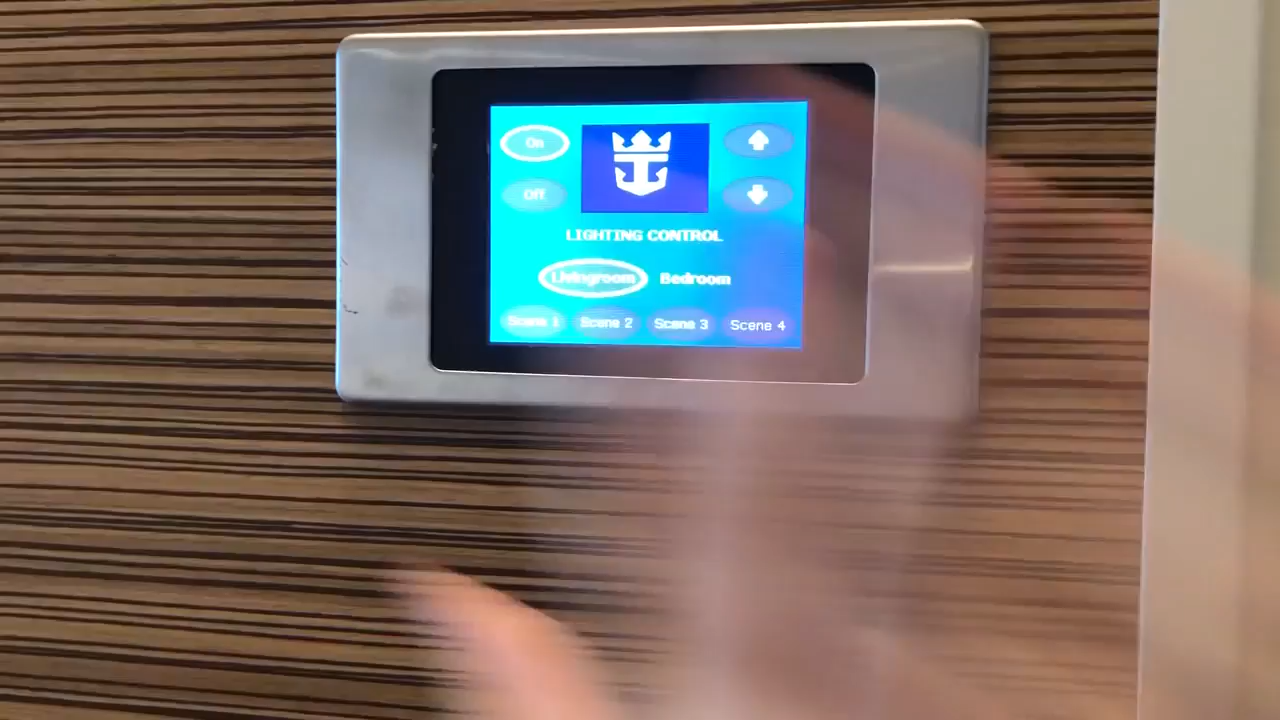 On
Off
LIGHTING CONTROL
Livingroom Bedroom
Scene 1 Scene 2 Scene 3 Scene 4